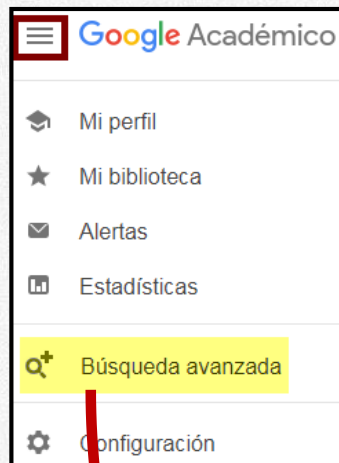 Google Académico
Mi perfil
Mi biblioteca
Alertas
Estadísticas
Búsqueda avanzada
Configuración